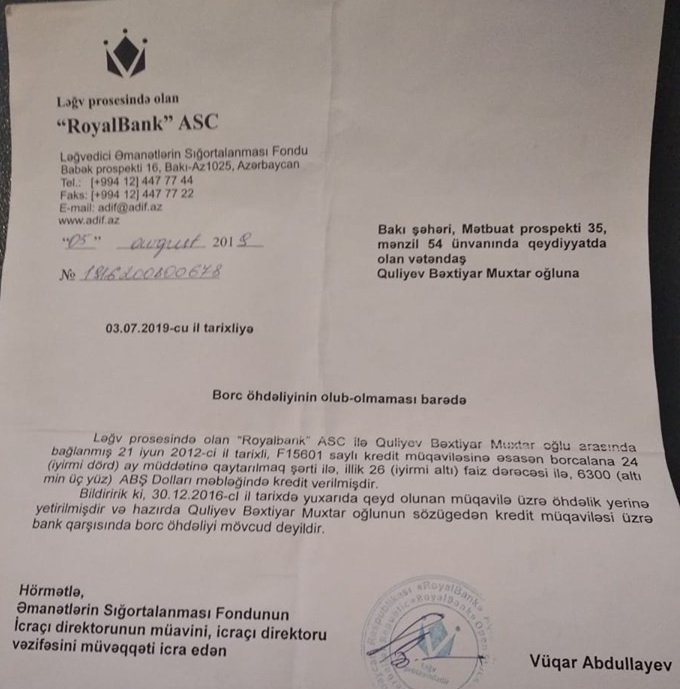 Ləğv prosesində olan
“RoyalBank” ASC
Ləğvedici Əmanətlərin Sığortalanması Fondu
Babək prospekti 16, Bakı-Az1025, Azərbaycan
Tel.: [+994 12] 447 77 44
Faks: [+994 12] 447 77 22
E-mail: adif@adif.az
www.adif.az
“05” avgust 2019
№ 1916200800678
Bakı şəhəri, Mətbuat prospekti 35,
mənzil 54 ünvanında qeydiyyatda
olan vətəndaş
Quliyev Bəxtiyar Muxtar oğluna
03.07.2019-cu il tarixliyə
Borc öhdəliyinin olub-olmaması barədə
Ləğv prosesində olan “Royalbank” ASC ilə Quliyev Bəxtiyar Muxtar oğlu arasında
bağlanmış 21 iyun 2012-ci il tarixli, F15601 saylı kredit müqaviləsinə əsasən borcalana 24
(iyirmi dörd) ay müddətinə qaytarılmaq şərti ilə, illik 26 (iyirmi altı) faiz dərəcəsi ilə, 6300 (altı
min üç yüz) ABŞ Dolları məbləğində kredit verilmişdir.
Bildiririk ki, 30.12.2016-cı il tarixdə yuxarıda qeyd olunan müqavilə üzrə öhdəlik yerinə
yetirilmişdir və hazırda Quliyev Bəxtiyar Muxtar oğlunun sözügedən kredit müqaviləsi üzrə
bank qarşısında borc öhdəliyi mövcud deyildir.
Hörmətlə,
Əmanətlərin Sığortalanması Fondunun
İcraçı direktorunun müavini, icraçı direktoru
vəzifəsini müvəqqəti icra edən
Vüqar Abdullayev
«RoyalBank»
«RoyalBank» Open
Ləğv
prosesində